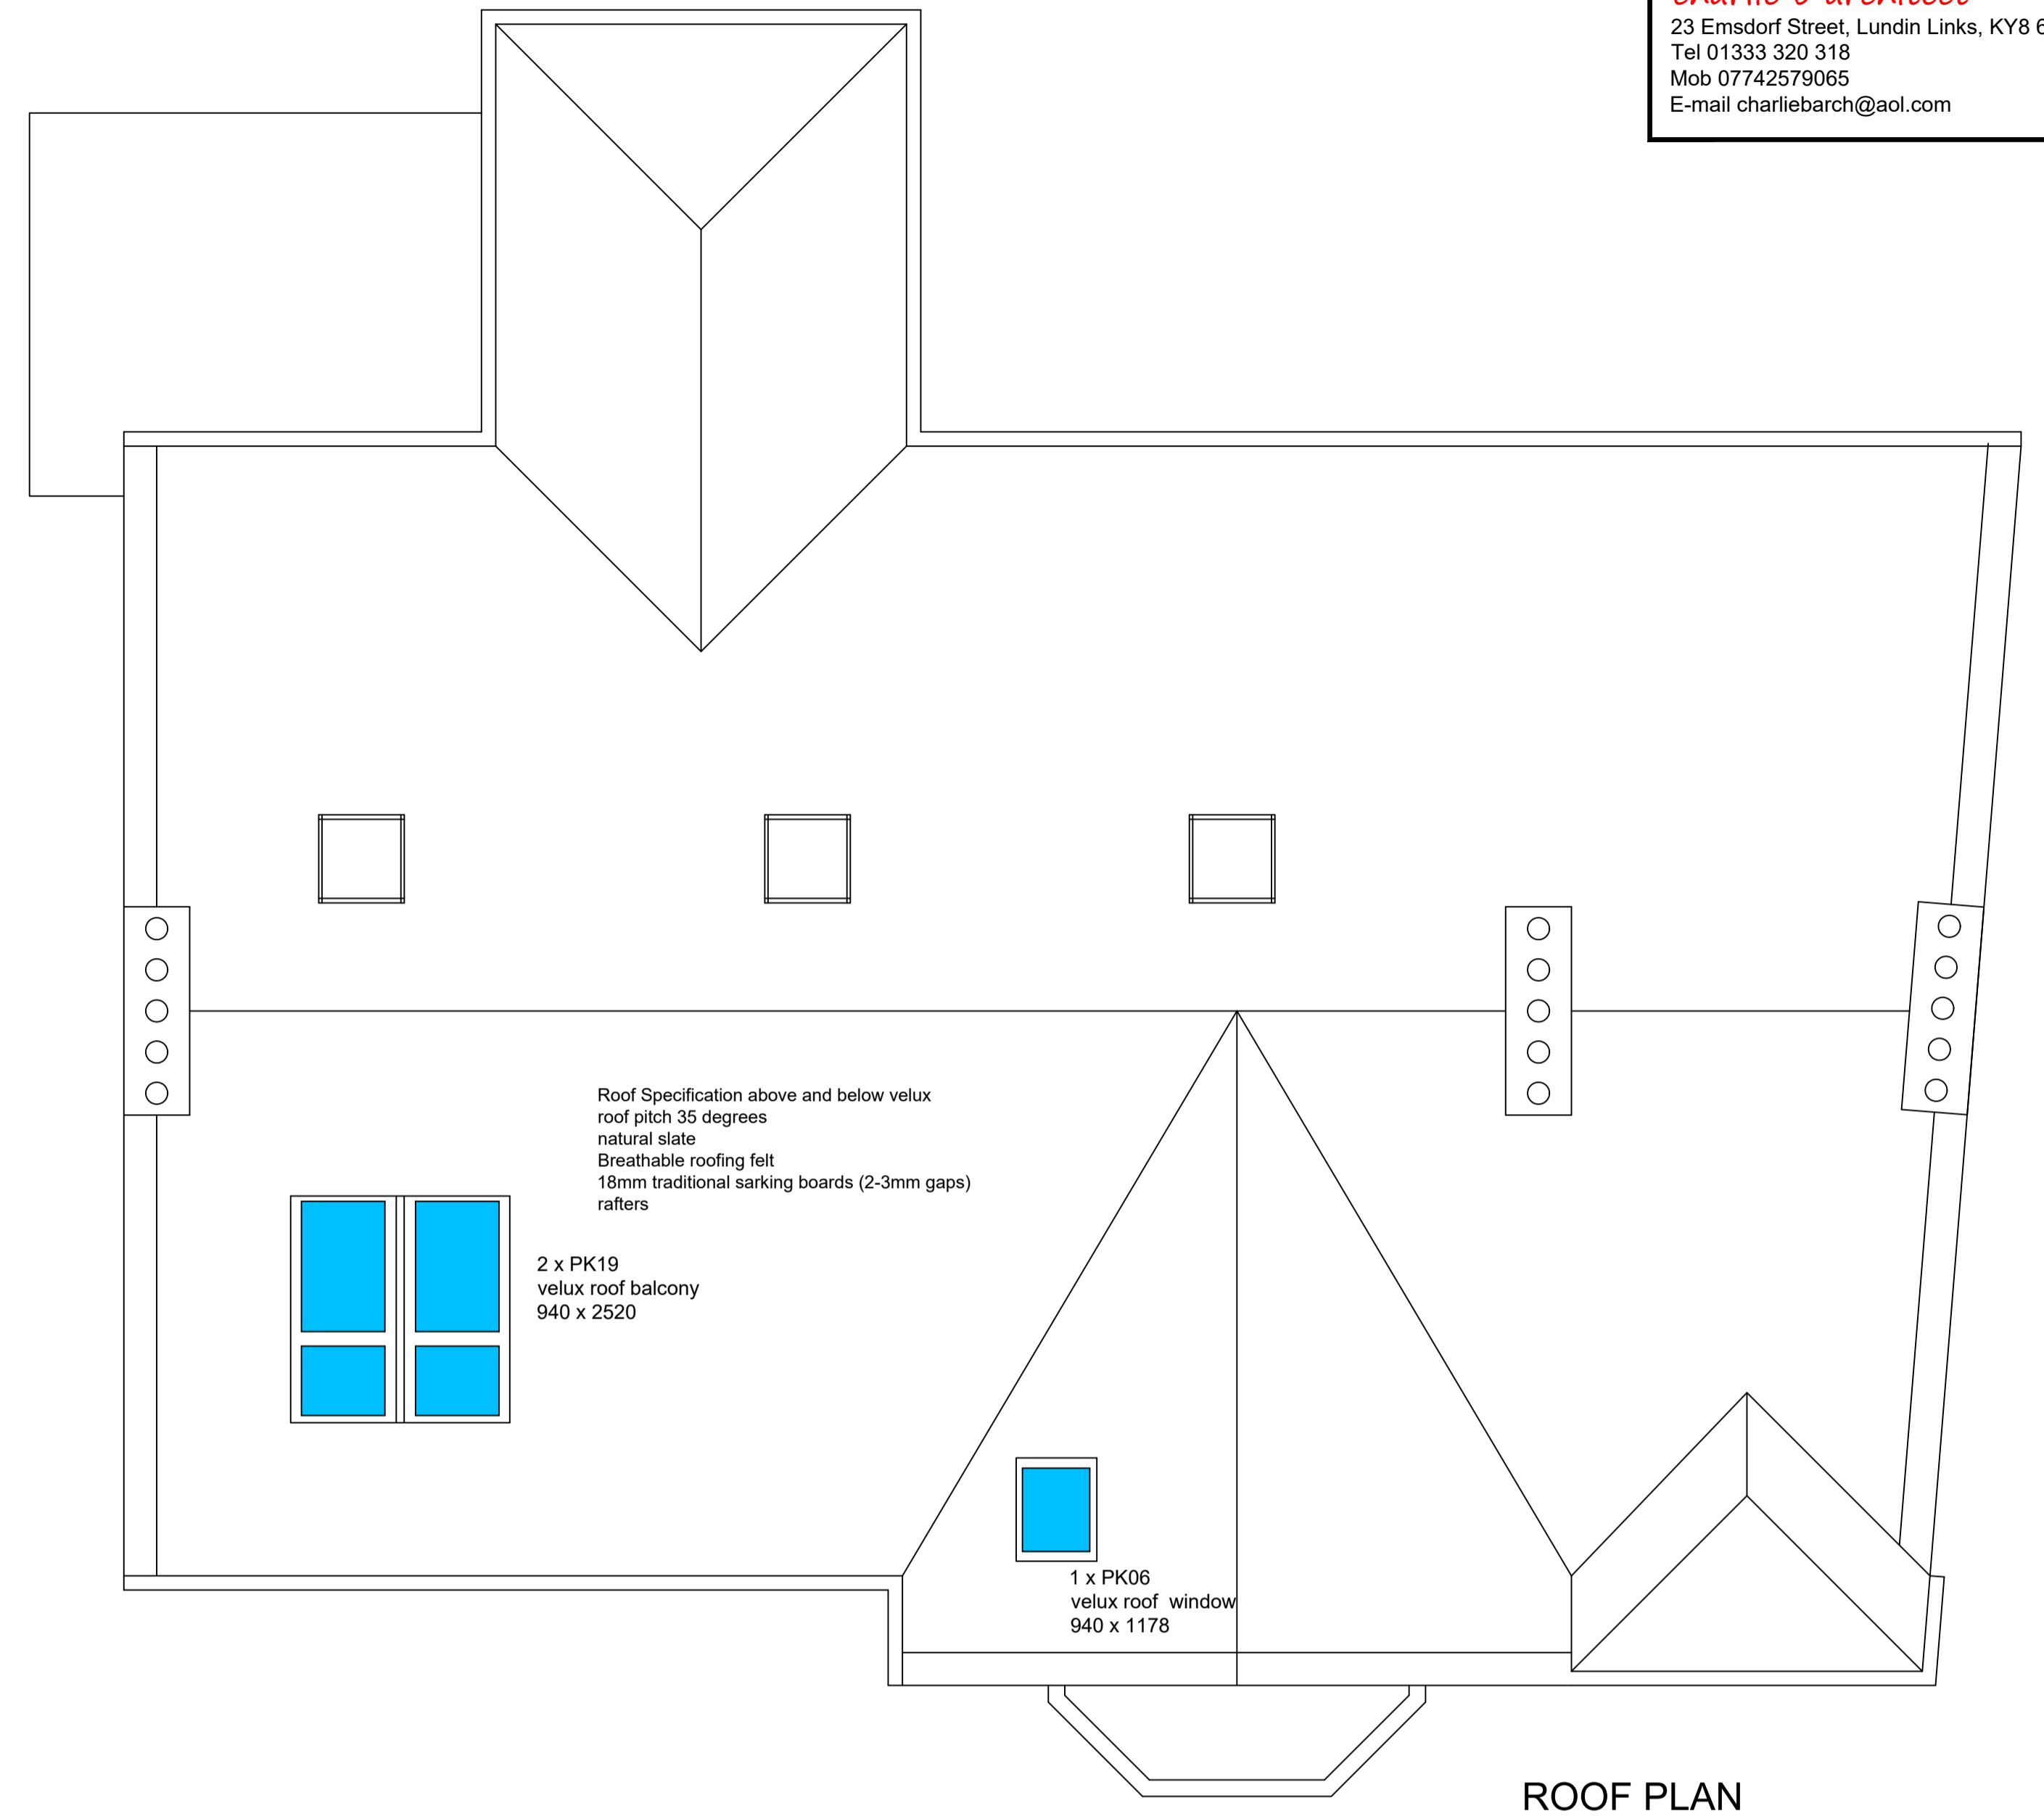 23 Emsdorf Street, Lundin Links, KY8 6
Tel 01333 320 318
Mob 07742579065
E-mail charliebarch@aol.com
Roof Specification above and below velux
roof pitch 35 degrees
natural slate
Breathable roofing felt
18mm traditional sarking boards (2-3mm gaps)
rafters
2 x PK19
velux roof balcony
940 x 2520
1 x PK06
velux roof window
940 x 1178
ROOF PLAN